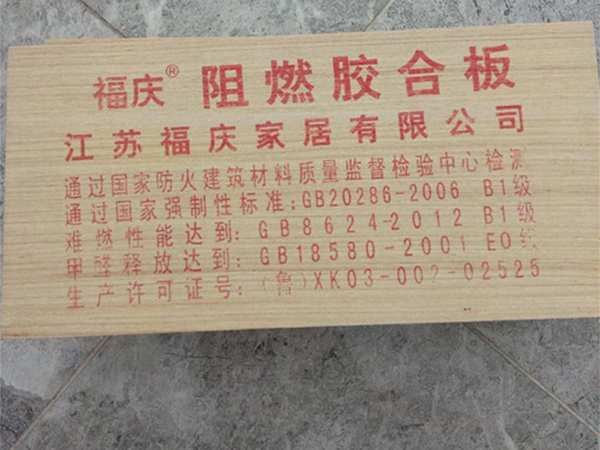 福庆® 阻燃胶合板
江苏福庆家居有限公司
通过国家防火建筑材料质量监督检验中心检测
通过国家强制性标准:GB20286-2006 B1级
难燃性能达到:GB8624-2012 B1级
甲醛释放达到:GB18580-2001 E0级
生产许可证号:(鲁)XK03-002-02525